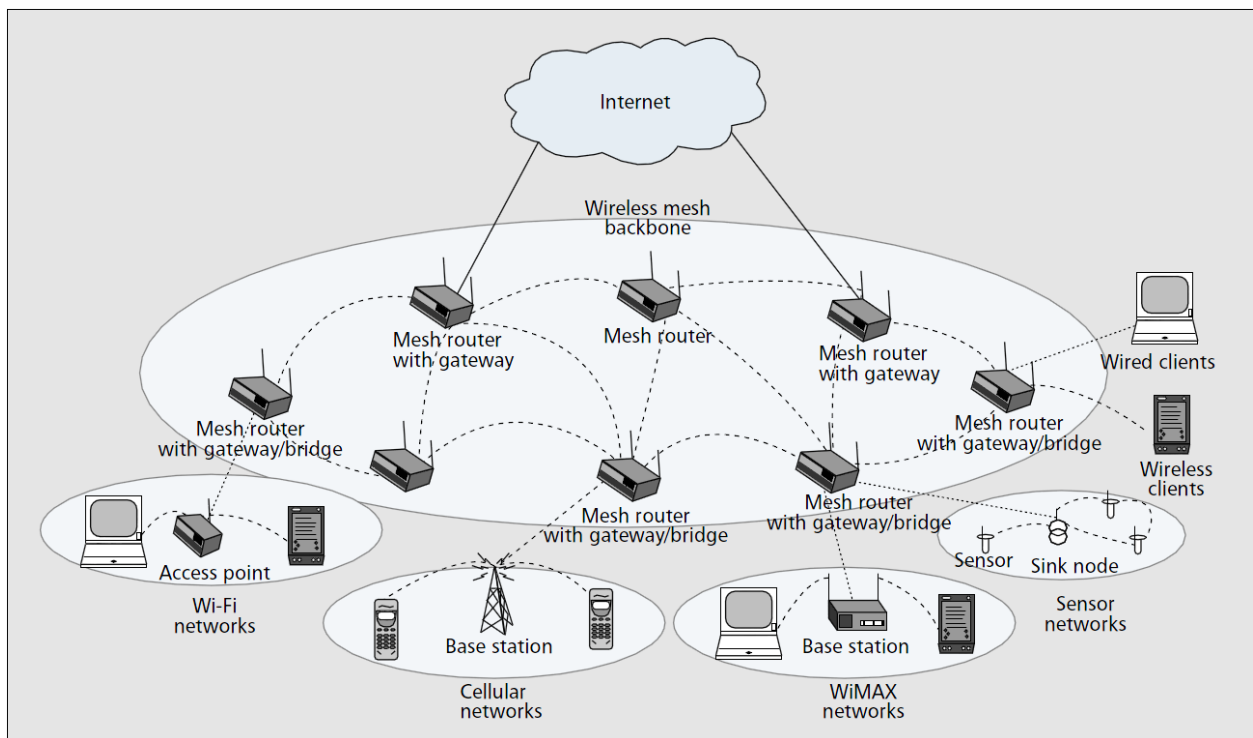 Internet
Wireless mesh
backbone
Mesh router
with gateway
Mesh router
Mesh router
with gateway
Wired clients
Mesh router
with gateway/bridge
Mesh router
with gateway/bridge
Wireless
clients
Mesh router
with gateway/bridge
Mesh router
with gateway/bridge
Access point
Wi-Fi
networks
Base station
Cellular
networks
Base station
WiMAX
networks
Sensor
Sink node
Sensor
networks